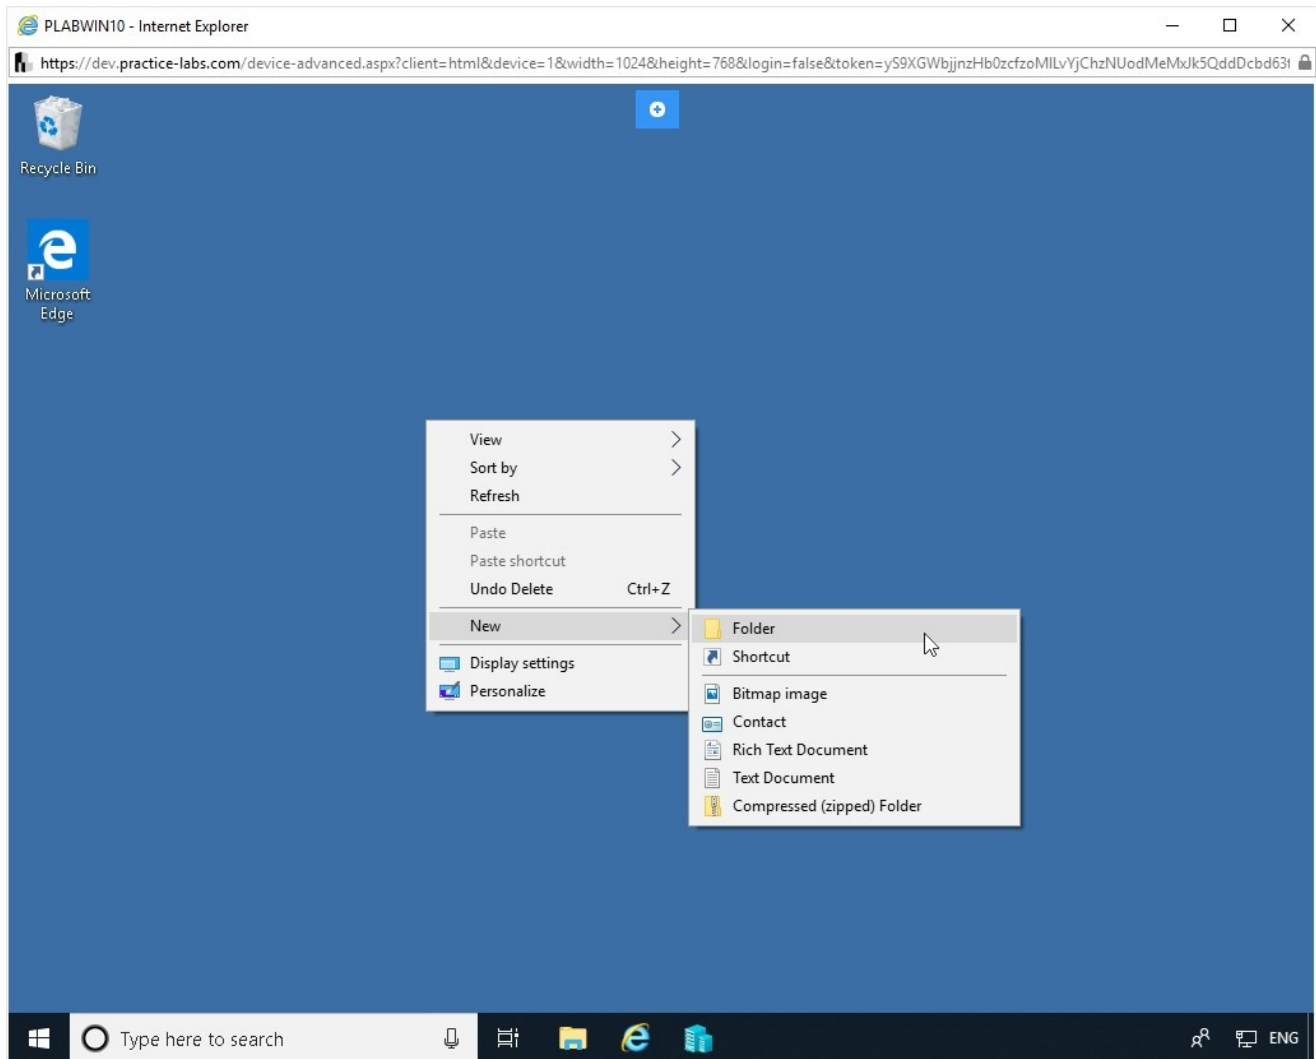 PLABWIN10 - Internet Explorer
https://dev.practice-labs.com/device-advanced.aspx?client=html&device=1&width=1024&height=768&login=false&token=yS9XGWbjjnzHb0zcfzoMILvYjChzNUodMeMxJk5QddDcbd63t
Recycle Bin
Microsoft
Edge
View
Sort by
Refresh
Paste
Paste shortcut
Undo Delete Ctrl+Z
New
Display settings
Personalize
Folder
Shortcut
Bitmap image
Contact
Rich Text Document
Text Document
Compressed (zipped) Folder
Type here to search
ENG